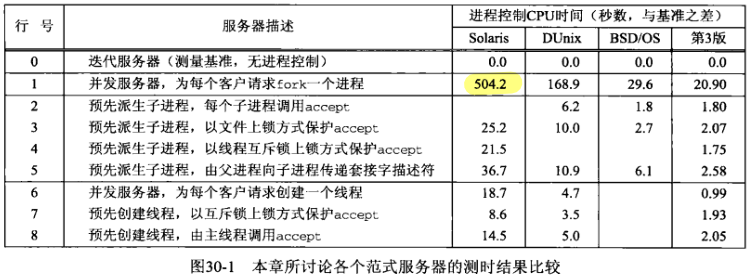 行 号 服务器描述 进程控制CPU时间（秒数，与基准之差）
Solaris DUnix BSD/OS 第3版
0 迭代服务器（测量基准，无进程控制） 0.0 0.0 0.0 0.0
1 并发服务器，为每个客户请求fork一个进程 504.2 168.9 29.6 20.90
2 预先派生子进程，每个子进程调用accept 6.2 1.8 1.80
3 预先派生子进程，以文件上锁方式保护accept 25.2 10.0 2.7 2.07
4 预先派生子进程，以线程互斥锁上锁方式保护accept 21.5 1.75
5 预先派生子进程，由父进程向子进程传递套接字描述符 36.7 10.9 6.1 2.58
6 并发服务器，为每个客户请求创建一个线程 18.7 4.7 0.99
7 预先创建线程，以互斥锁上锁方式保护accept 8.6 3.5 1.93
8 预先创建线程，由主线程调用accept 14.5 5.0 2.05
图30-1 本章所讨论各个范式服务器的测时结果比较